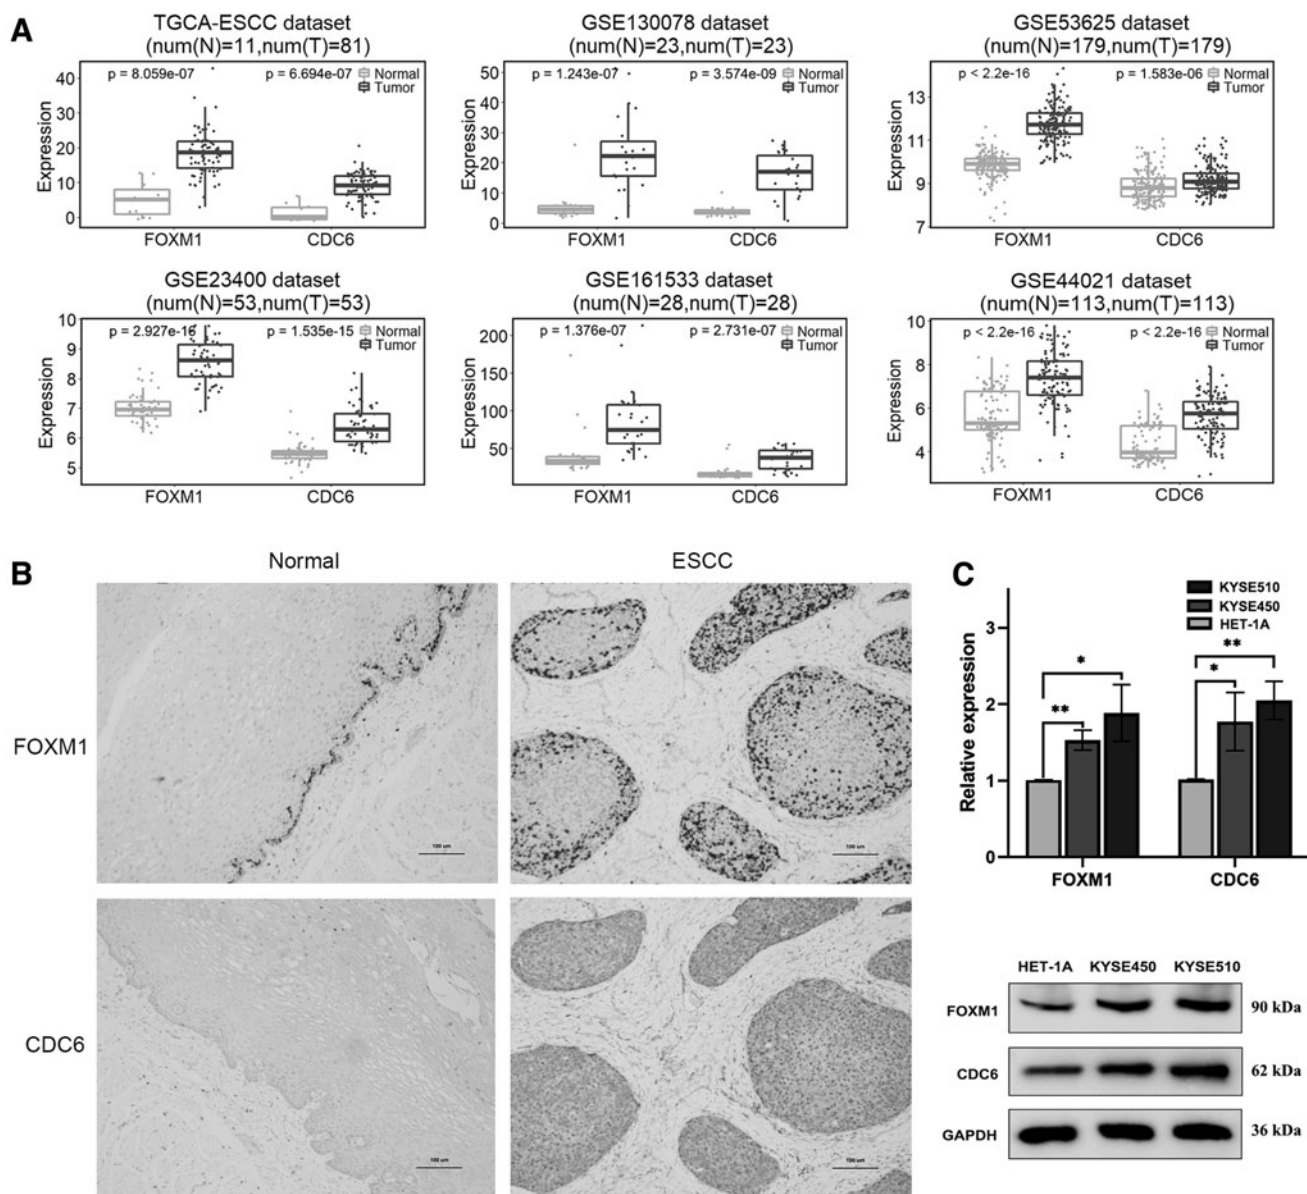 A
TGCA-ESCC dataset
(num(N)=11,num(T)=81)
p = 8.059e-07
p = 6.694e-07
Normal
Tumor
Expression
40
30
20
10
0
FOXM1
CDC6
GSE130078 dataset
(num(N)=23,num(T)=23)
p = 1.243e-07
p = 3.574e-09
Normal
Tumor
Expression
50
40
30
20
10
0
FOXM1
CDC6
GSE53625 dataset
(num(N)=179,num(T)=179)
p < 2.2e-16
p = 1.583e-06
Normal
Tumor
Expression
13
11
9
7
FOXM1
CDC6
GSE23400 dataset
(num(N)=53,num(T)=53)
p = 2.927e-16
p = 1.535e-15
Normal
Tumor
Expression
10
9
8
7
6
5
FOXM1
CDC6
GSE161533 dataset
(num(N)=28,num(T)=28)
p = 1.376e-07
p = 2.731e-07
Normal
Tumor
Expression
200
150
100
50
FOXM1
CDC6
GSE44021 dataset
(num(N)=113,num(T)=113)
p < 2.2e-16
p < 2.2e-16
Normal
Tumor
Expression
10
8
6
4
FOXM1
CDC6
B
Normal
ESCC
FOXM1
100 um
100 um
CDC6
100 um
100 um
C
KYSE510
KYSE450
HET-1A
Relative expression
3
2
1
0
**
*
*
**
FOXM1
CDC6
HET-1A
KYSE450
KYSE510
FOXM1
90 kDa
CDC6
62 kDa
GAPDH
36 kDa